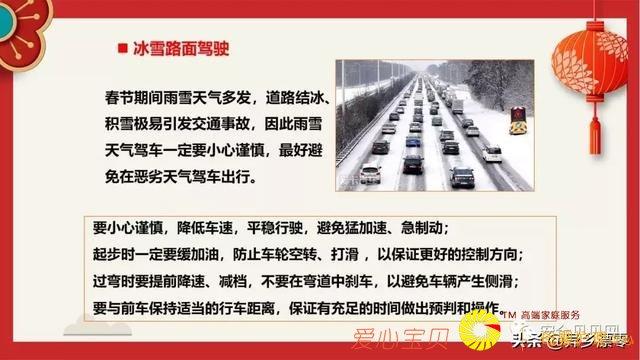 冰雪路面驾驶
春节期间雨雪天气多发，道路结冰、
积雪极易引发交通事故，因此雨雪
天气驾车一定要小心谨慎，最好避
免在恶劣天气驾车出行。
要小心谨慎，降低车速，平稳行驶，避免猛加速、急制动；
起步时一定要缓加油，防止车轮空转、打滑，以保证更好的控制方向；
过弯时要提前降速、减档，不要在弯道中刹车，以避免车辆产生侧滑；
要与前车保持适当的行车距离，保证有充足的时间做出预判和操作。
TM 高端家庭服务
爱心宝贝
头条@异乡漂零